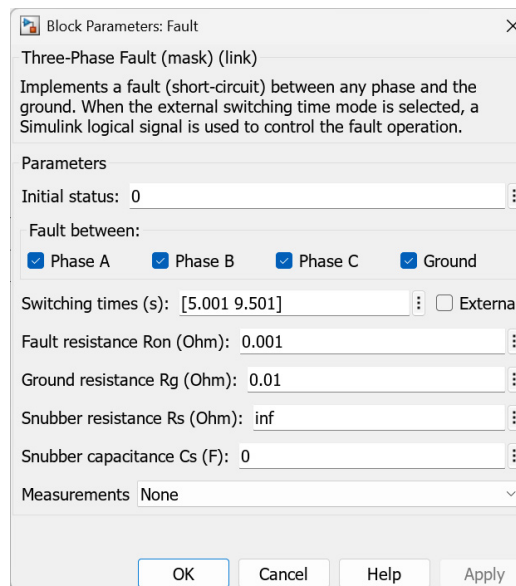 Block Parameters: Fault
Three-Phase Fault (mask) (link)
Implements a fault (short-circuit) between any phase and the
ground. When the external switching time mode is selected, a
Simulink logical signal is used to control the fault operation.
Parameters
Initial status: 0
Fault between:
Phase A Phase B Phase C Ground
Switching times (s): [5.001 9.501] Externa
Fault resistance Ron (Ohm): 0.001
Ground resistance Rg (Ohm): 0.01
Snubber resistance Rs (Ohm): inf
Snubber capacitance Cs (F): 0
Measurements None
OK Cancel Help Apply